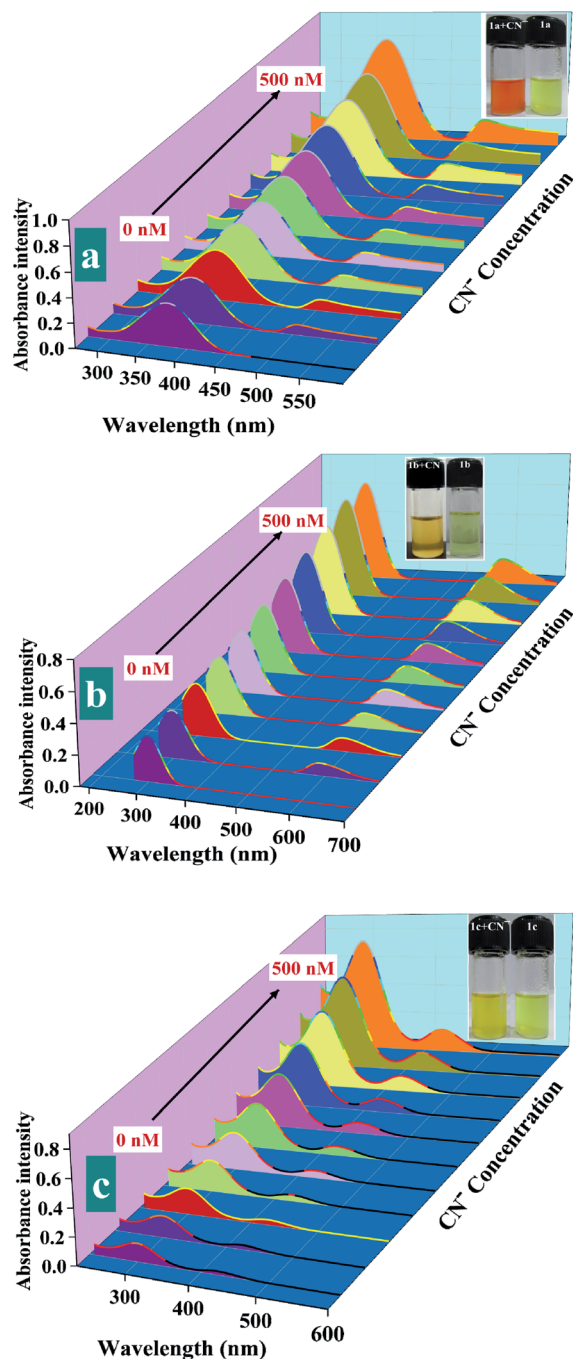 1a+CN⁻ 1a
500 nM
0 nM
1.0
0.8
0.6
0.4
0.2
0.0
a
Absorbance intensity
300 350 400 450 500 550
Wavelength (nm)
CN⁻ Concentration
1b+CN⁻ 1b
500 nM
0 nM
0.8
0.6
0.4
0.2
0.0
b
Absorbance intensity
200 300 400 500 600 700
Wavelength (nm)
CN⁻ Concentration
1c+CN⁻ 1c
500 nM
0 nM
0.8
0.6
0.4
0.2
0.0
c
Absorbance intensity
300 400 500 600
Wavelength (nm)
CN⁻ Concentration